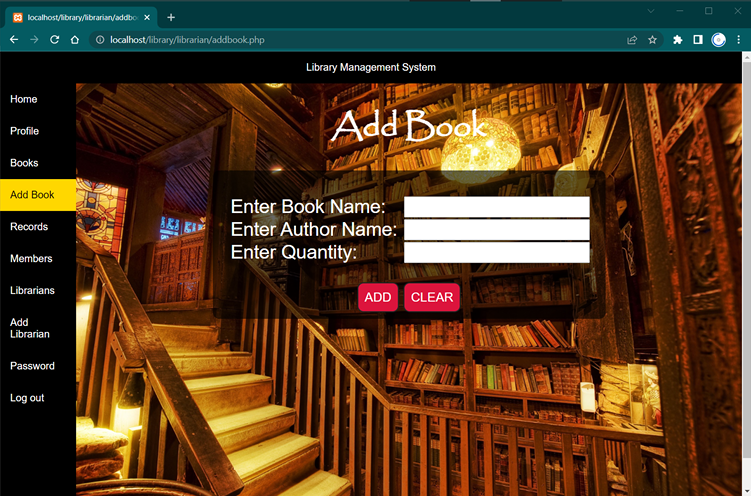 localhost/library/librarian/addbo
localhost/library/librarian/addbook.php
Library Management System
Home
Profile
Books
Add Book
Records
Members
Librarians
Add
Librarian
Password
Log out
Add Book
Enter Book Name:
Enter Author Name:
Enter Quantity:
ADD CLEAR